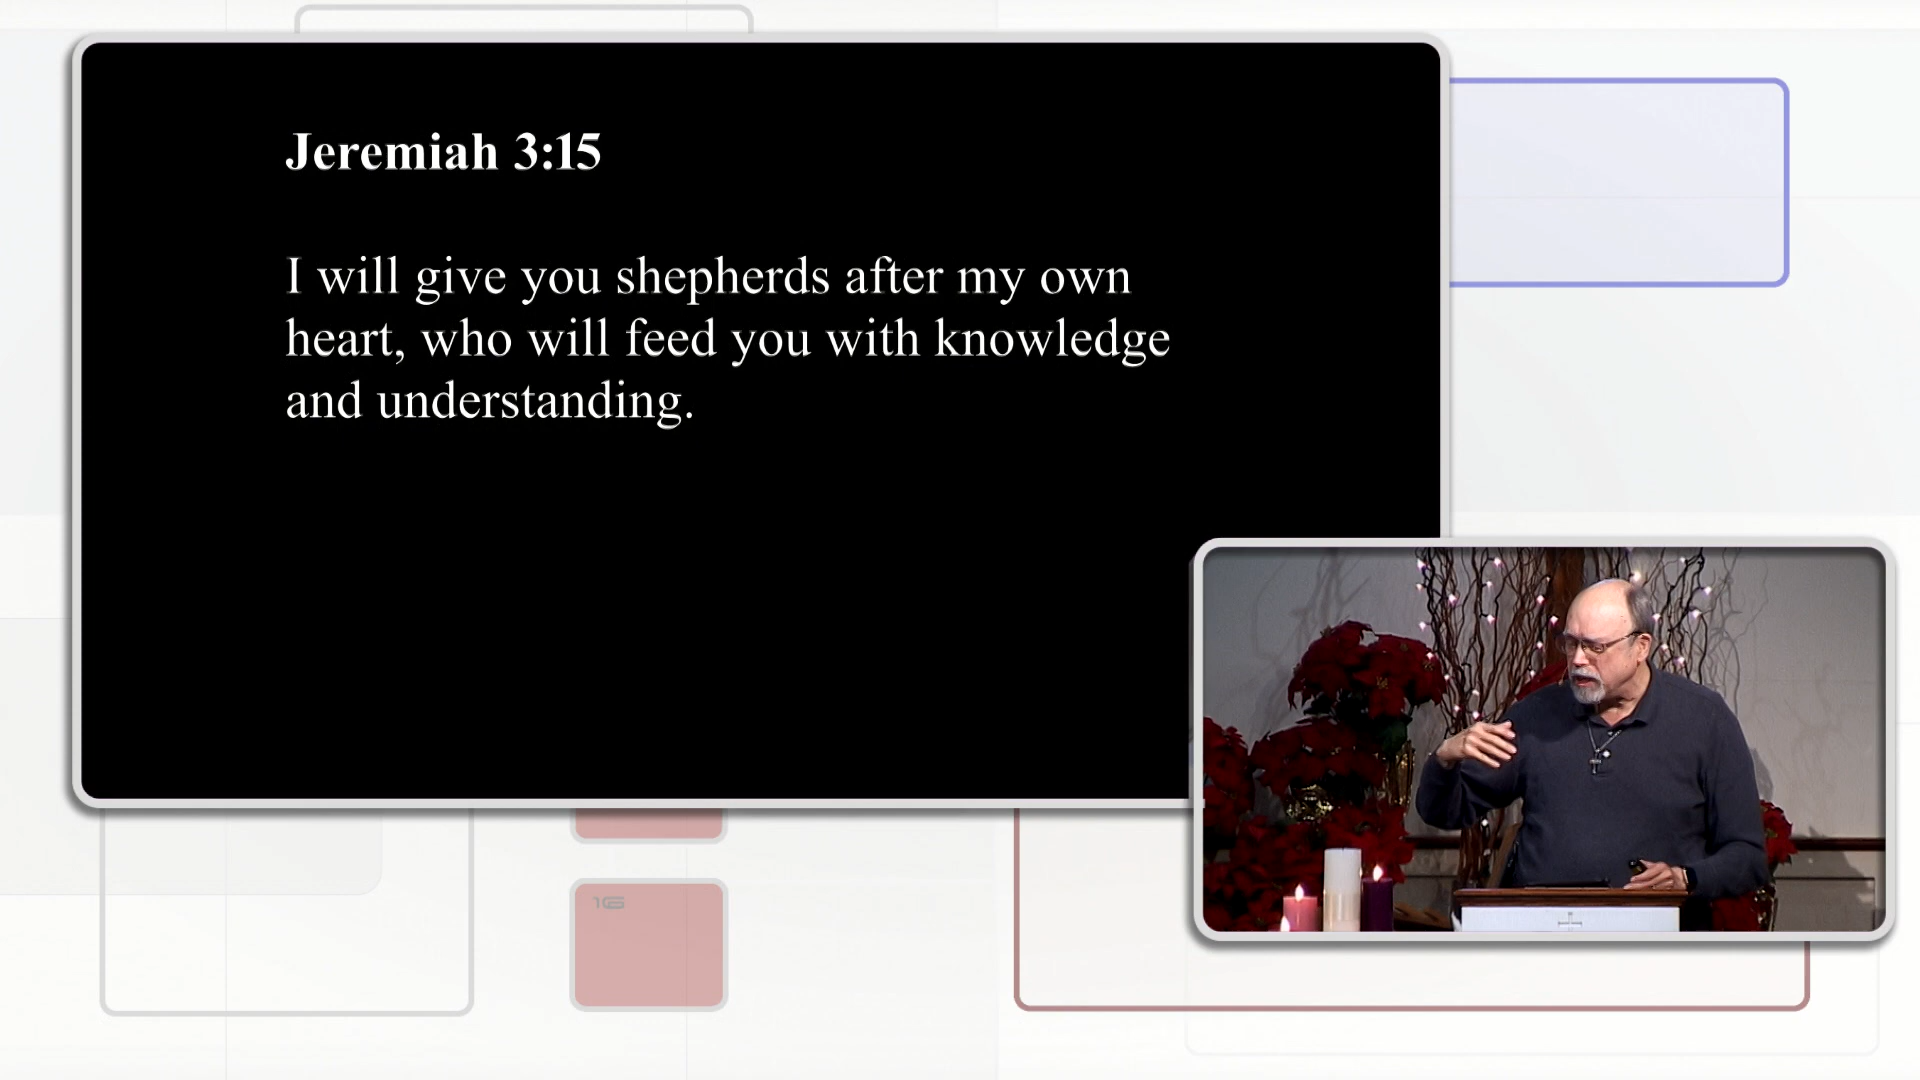 Jeremiah 3:15
I will give you shepherds after my own
heart, who will feed you with knowledge
and understanding.
16